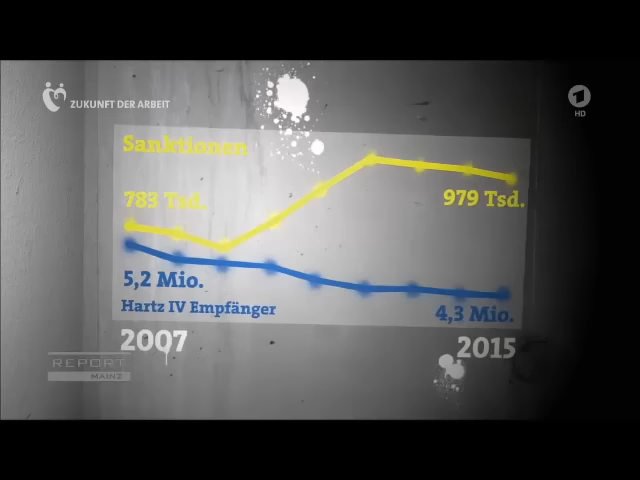 ZUKUNFT DER ARBEIT
HD
Sanktionen
783 Tsd.
979 Tsd.
5,2 Mio.
Hartz IV Empfänger
4,3 Mio.
2007
2015
REPORT
MAINZ